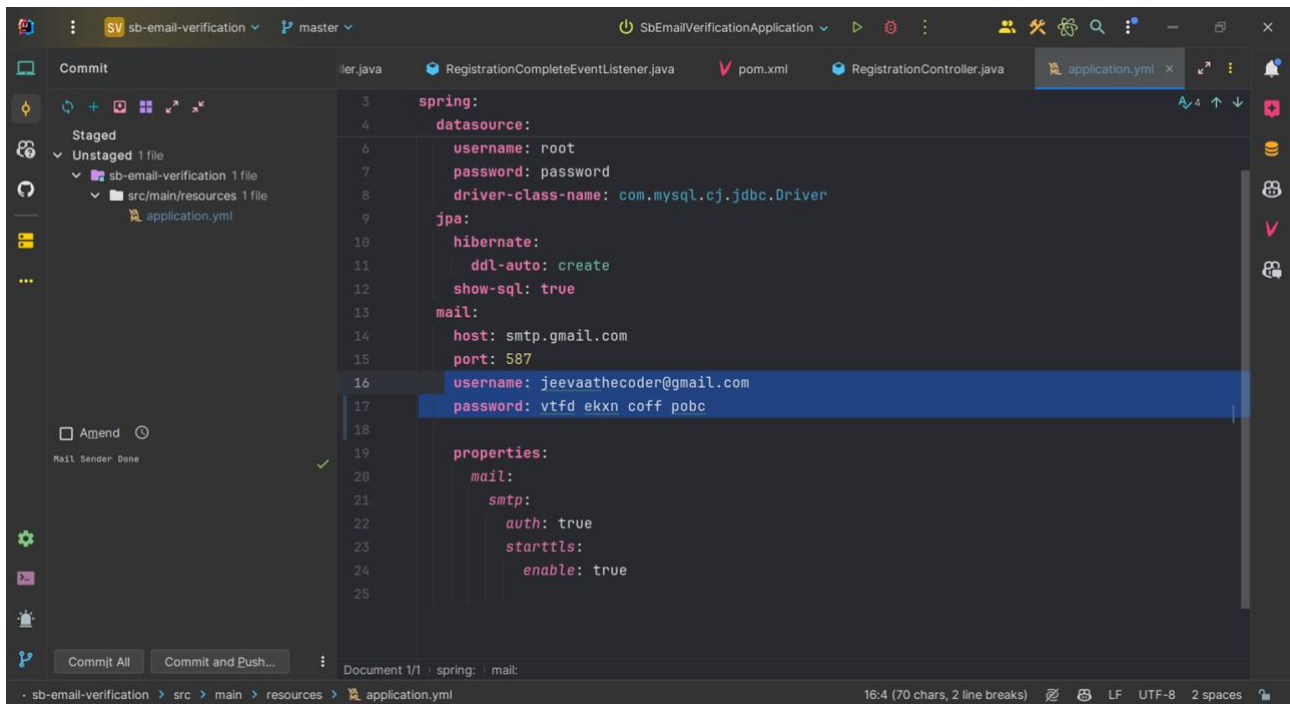 SV sb-email-verification master SbEmailVerificationApplication
Commit
ller.java RegistrationCompleteEventListener.java pom.xml RegistrationController.java application.yml
Staged
Unstaged 1 file
sb-email-verification 1 file
src/main/resources 1 file
application.yml
Amend
Mail Sender Done
Commit All Commit and Push...
4
3 spring:
4 datasource:
6 username: root
7 password: password
8 driver-class-name: com.mysql.cj.jdbc.Driver
9 jpa:
10 hibernate:
11 ddl-auto: create
12 show-sql: true
13 mail:
14 host: smtp.gmail.com
15 port: 587
16 username: jeevaathecoder@gmail.com
17 password: vtfd ekxn coff pobc
18
19 properties:
20 mail:
21 smtp:
22 auth: true
23 starttls:
24 enable: true
25
Document 1/1 › spring: › mail:
sb-email-verification > src > main > resources > application.yml 16:4 (70 chars, 2 line breaks) LF UTF-8 2 spaces